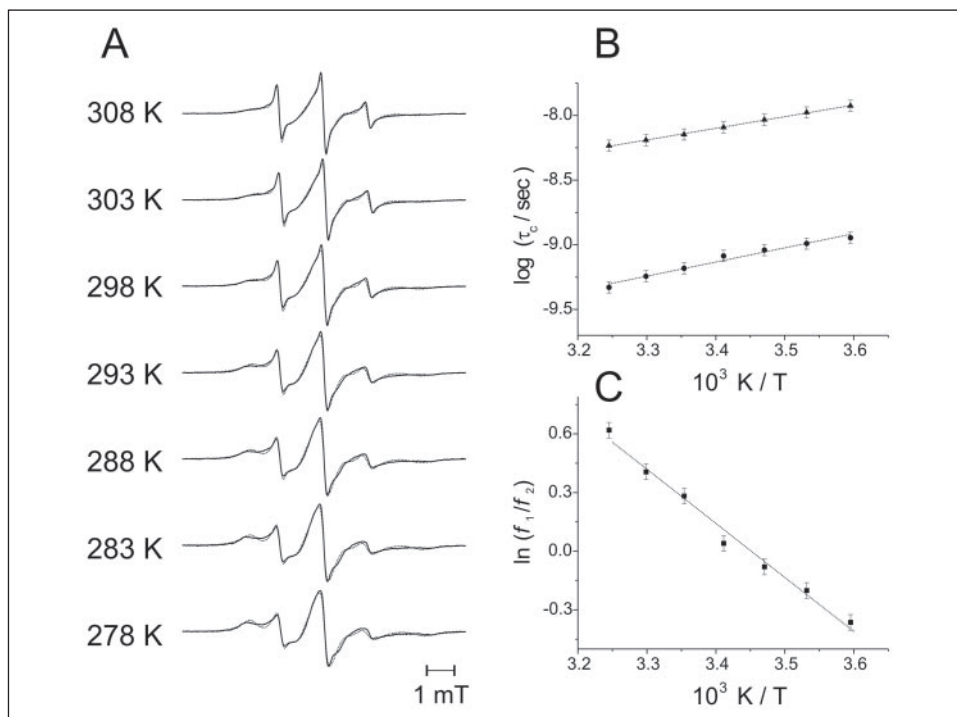 A
308 K
303 K
298 K
293 K
288 K
283 K
278 K
1 mT
B
log (τc / sec)
-8.0
-8.5
-9.0
-9.5
3.2 3.3 3.4 3.5 3.6
10³ K / T
C
ln (f1/f2)
0.6
0.3
0.0
-0.3
3.2 3.3 3.4 3.5 3.6
10³ K / T